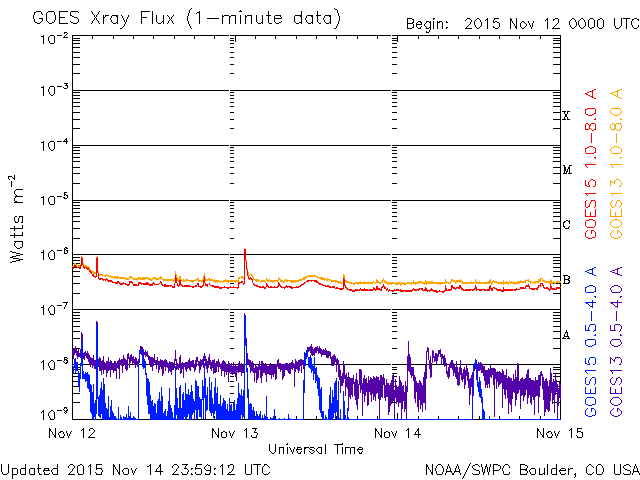 GOES Xray Flux (1-minute data)
Begin: 2015 Nov 12 0000 UTC
10-2
10-3
10-4
10-5
10-6
10-7
10-8
10-9
Watts m-2
X
M
C
B
A
GOES15 1.0-8.0 A
GOES13 1.0-8.0 A
GOES15 0.5-4.0 A
GOES13 0.5-4.0 A
Nov 12 Nov 13 Nov 14 Nov 15
Universal Time
Updated 2015 Nov 14 23:59:12 UTC
NOAA/SWPC Boulder, CO USA